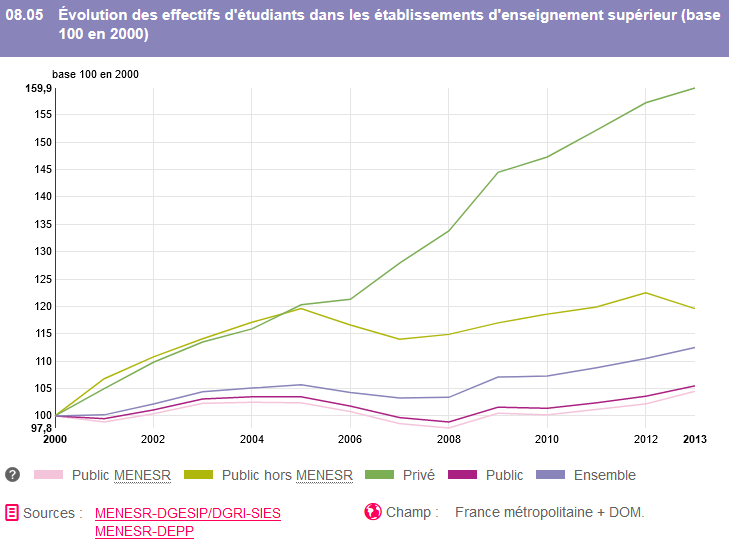 08.05 Évolution des effectifs d'étudiants dans les établissements d'enseignement supérieur (base
100 en 2000)
base 100 en 2000
159,9
155
150
145
140
135
130
125
120
115
110
105
100
97,8
2000 2002 2004 2006 2008 2010 2012 2013
? Public MENESR Public hors MENESR Privé Public Ensemble
Sources : MENESR-DGESIP/DGRI-SIES Champ : France métropolitaine + DOM.
MENESR-DEPP